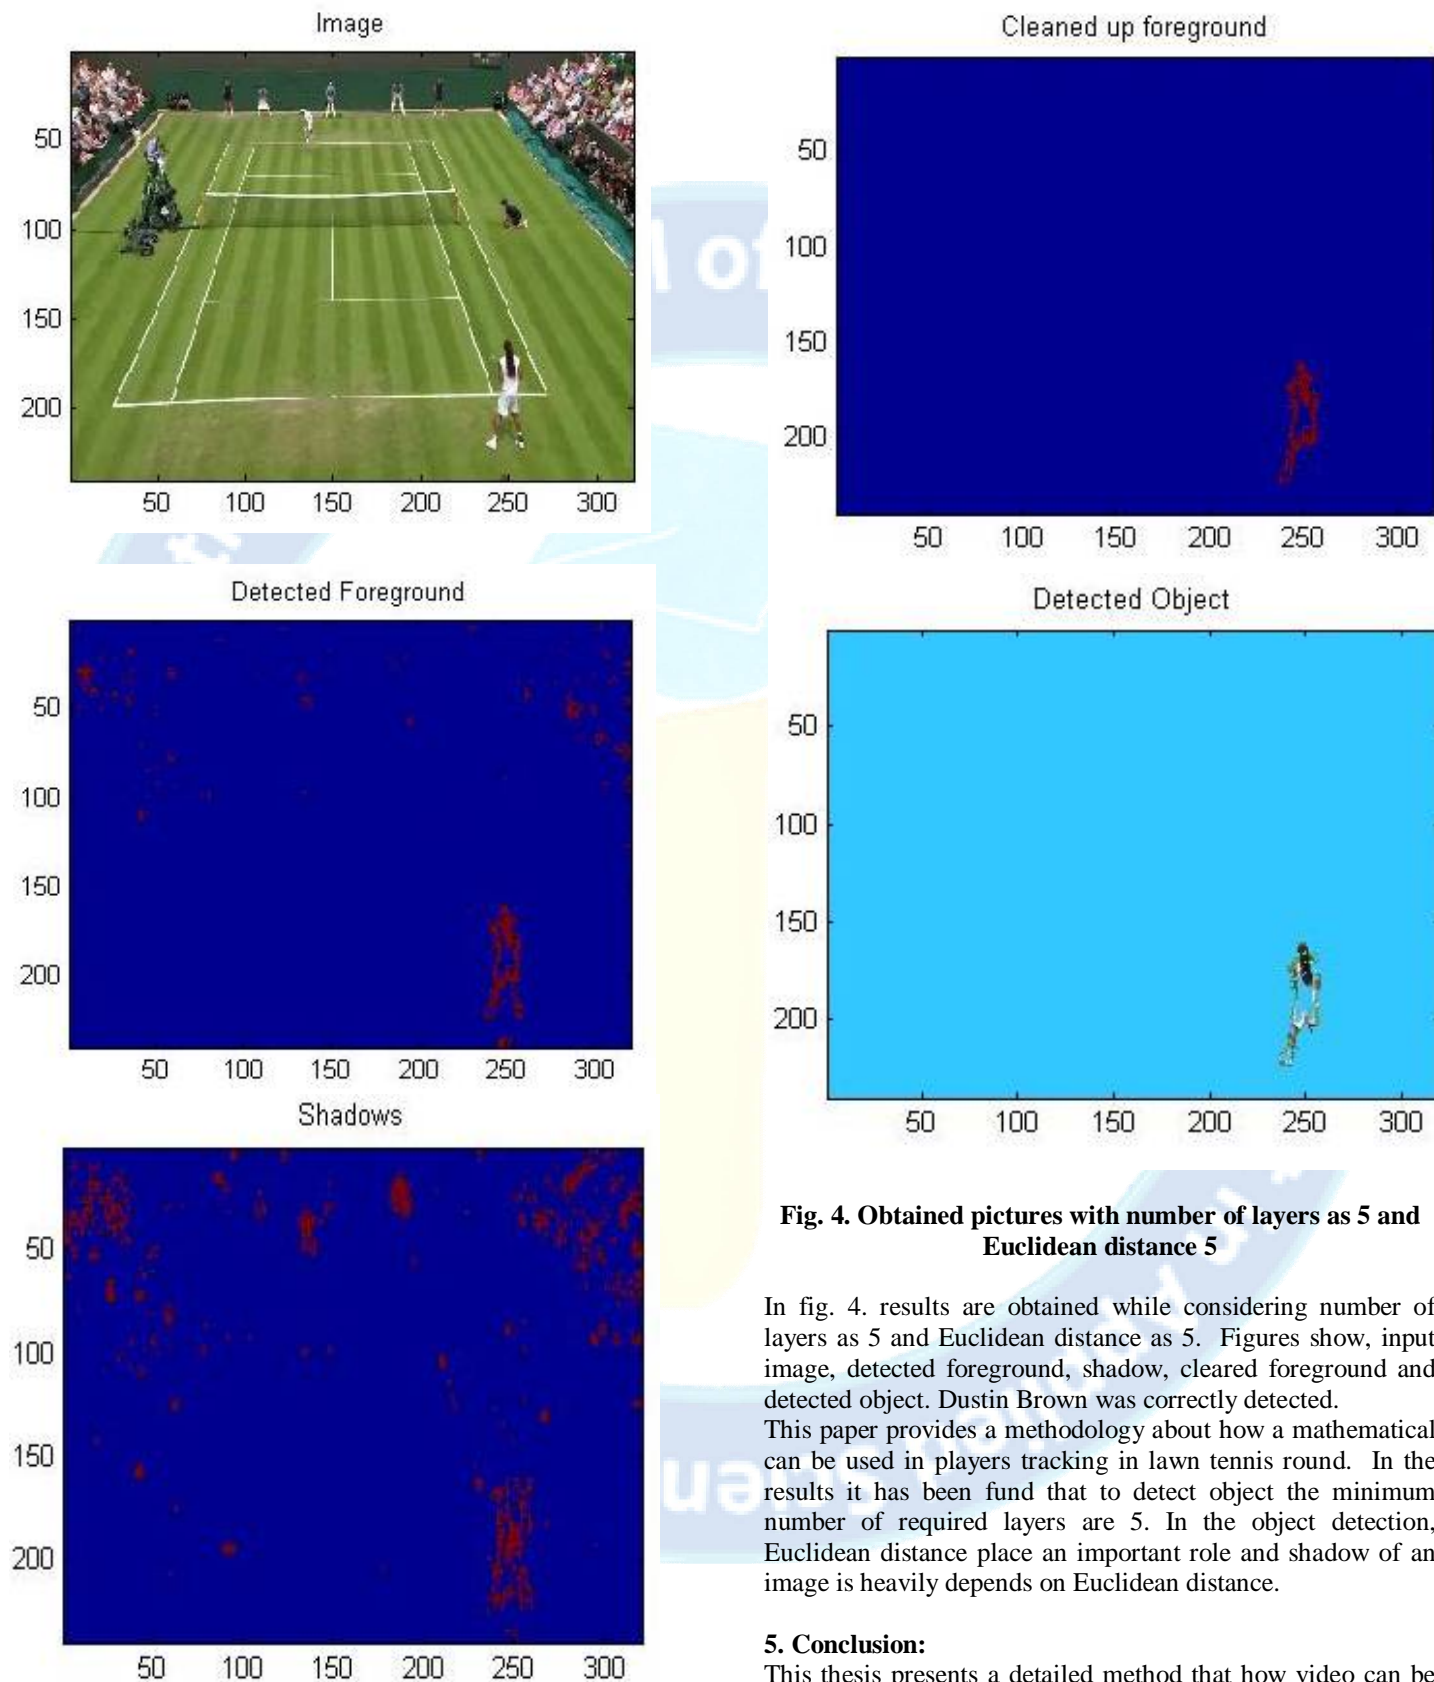 Image
50
100
150
200
50 100 150 200 250 300
Detected Foreground
50
100
150
200
50 100 150 200 250 300
Shadows
50
100
150
200
50 100 150 200 250 300
Cleaned up foreground
50
100
150
200
50 100 150 200 250 300
Detected Object
50
100
150
200
50 100 150 200 250 300
Fig. 4. Obtained pictures with number of layers as 5 and
Euclidean distance 5
In fig. 4. results are obtained while considering number of
layers as 5 and Euclidean distance as 5. Figures show, input
image, detected foreground, shadow, cleared foreground and
detected object. Dustin Brown was correctly detected.
This paper provides a methodology about how a mathematical
can be used in players tracking in lawn tennis round. In the
results it has been fund that to detect object the minimum
number of required layers are 5. In the object detection,
Euclidean distance place an important role and shadow of an
image is heavily depends on Euclidean distance.
5. Conclusion:
This thesis presents a detailed method that how video can be